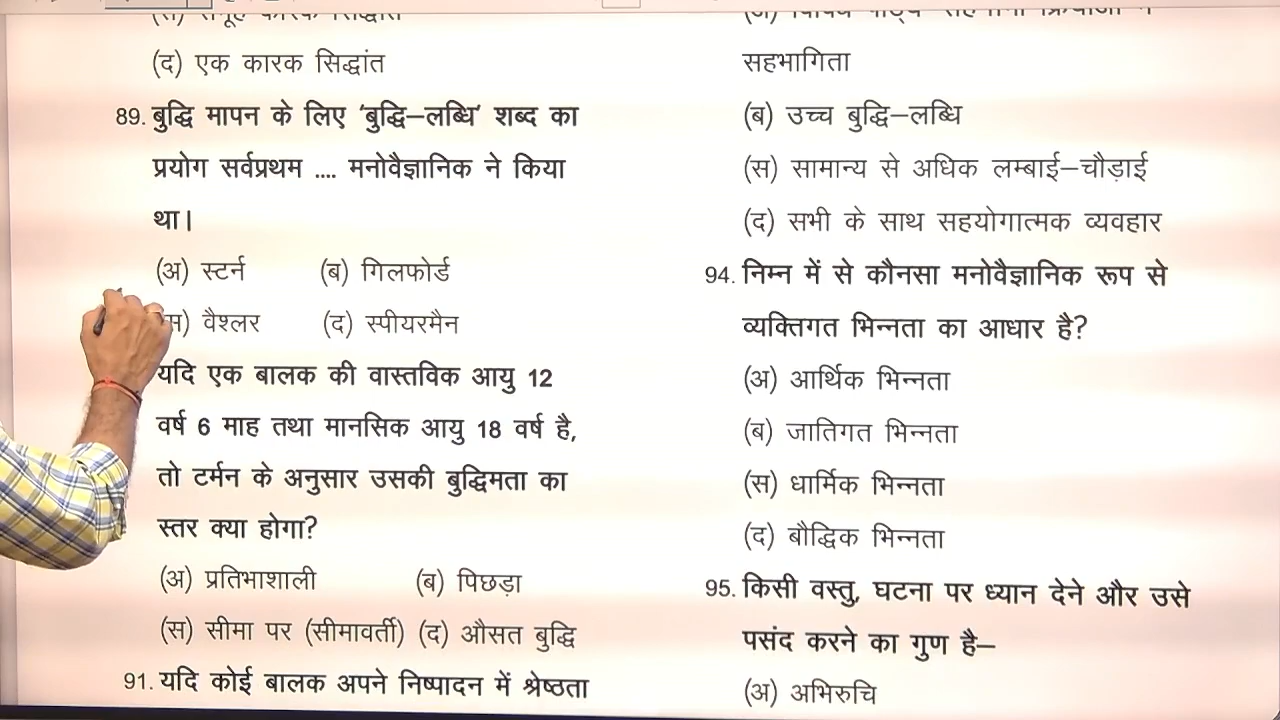 (द) एक कारक सिद्धांत
89. बुद्धि मापन के लिए 'बुद्धि–लब्धि' शब्द का
प्रयोग सर्वप्रथम .... मनोवैज्ञानिक ने किया
था।
(अ) स्टर्न (ब) गिलफोर्ड
स) वैश्लर (द) स्पीयरमैन
यदि एक बालक की वास्तविक आयु 12
वर्ष 6 माह तथा मानसिक आयु 18 वर्ष है,
तो टर्मन के अनुसार उसकी बुद्धिमता का
स्तर क्या होगा?
(अ) प्रतिभाशाली (ब) पिछड़ा
(स) सीमा पर (सीमावर्ती) (द) औसत बुद्धि
91. यदि कोई बालक अपने निष्पादन में श्रेष्ठता
सहभागिता
(ब) उच्च बुद्धि–लब्धि
(स) सामान्य से अधिक लम्बाई–चौड़ाई
(द) सभी के साथ सहयोगात्मक व्यवहार
94. निम्न में से कौनसा मनोवैज्ञानिक रूप से
व्यक्तिगत भिन्नता का आधार है?
(अ) आर्थिक भिन्नता
(ब) जातिगत भिन्नता
(स) धार्मिक भिन्नता
(द) बौद्धिक भिन्नता
95. किसी वस्तु, घटना पर ध्यान देने और उसे
पसंद करने का गुण है–
(अ) अभिरुचि